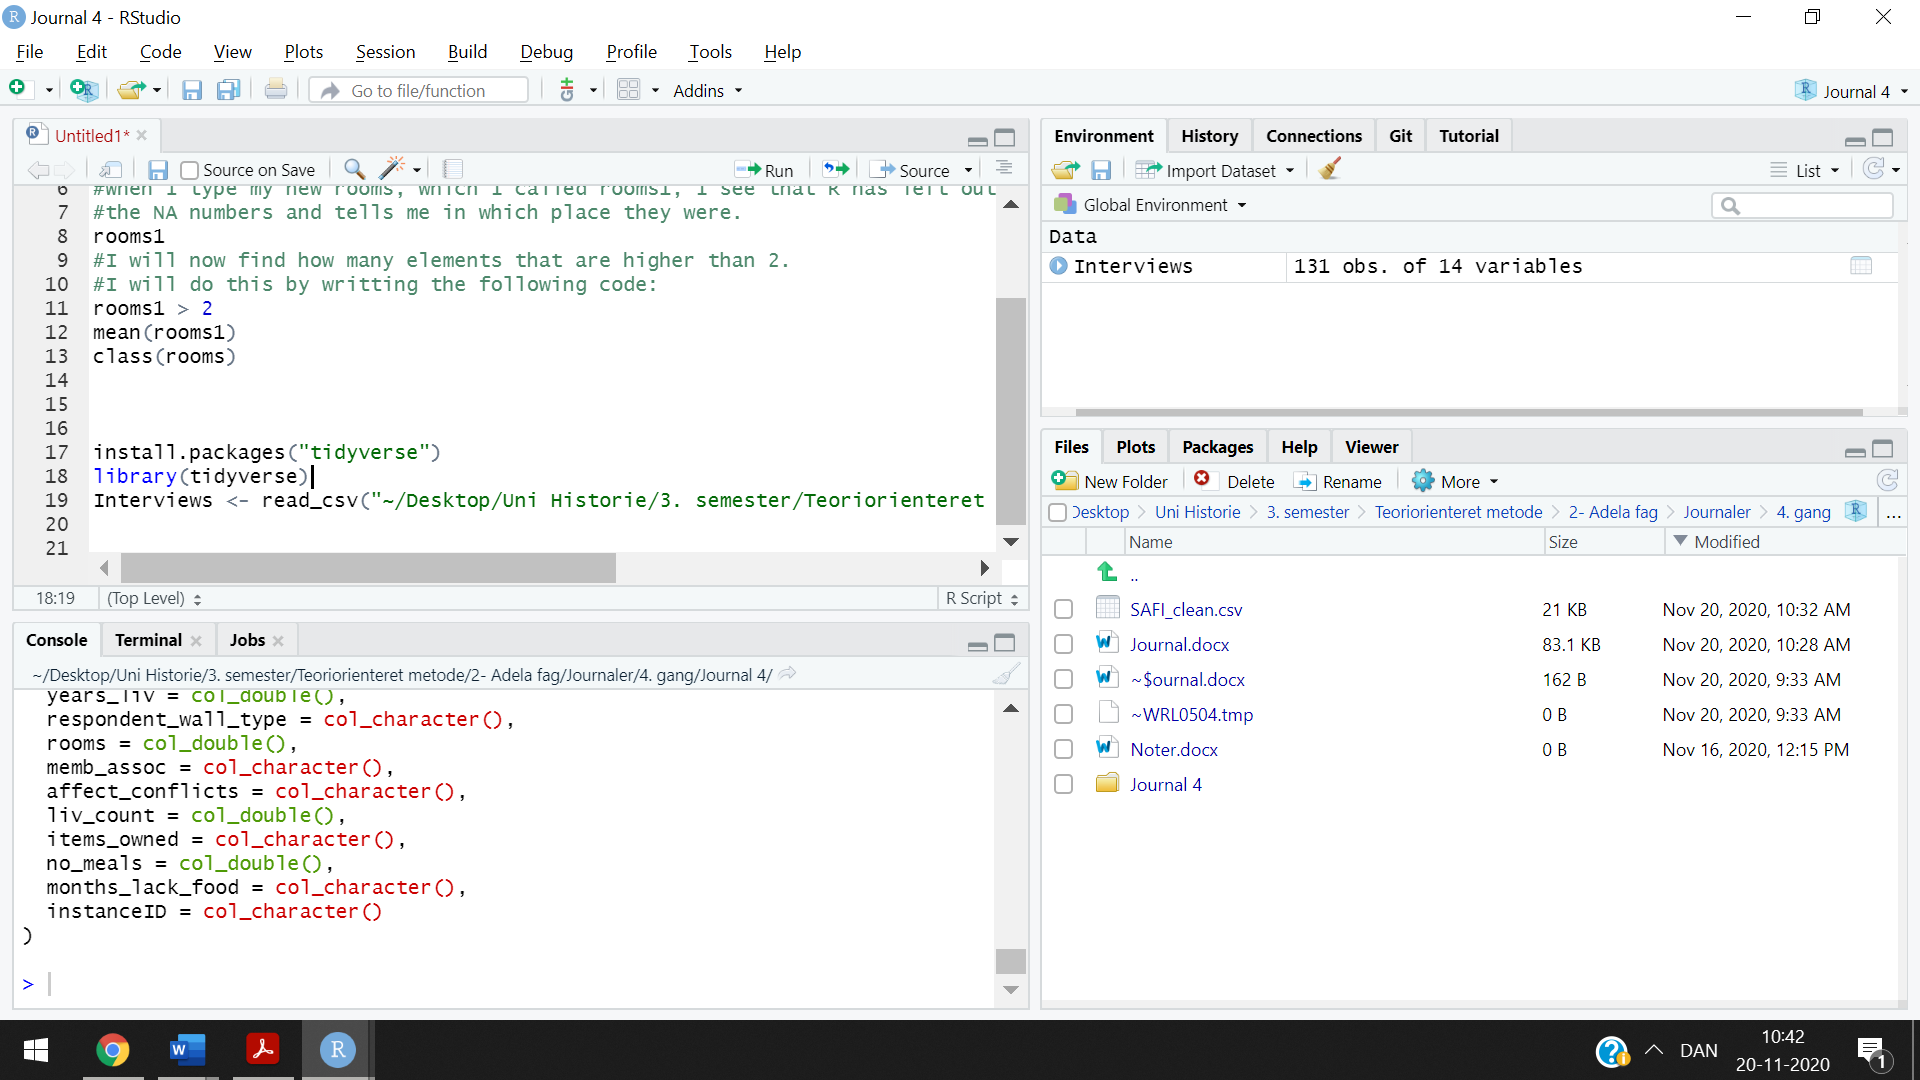 Journal 4 - RStudio
File Edit Code View Plots Session Build Debug Profile Tools Help
Go to file/function Addins Journal 4
Untitled1*
Source on Save Run Source
6 #when I type my new rooms, which I called rooms1, I see that R has left out
7 #the NA numbers and tells me in which place they were.
8 rooms1
9 #I will now find how many elements that are higher than 2.
10 #I will do this by writting the following code:
11 rooms1 > 2
12 mean(rooms1)
13 class(rooms)
14
15
16
17 install.packages("tidyverse")
18 library(tidyverse)
19 Interviews <- read_csv("~/Desktop/Uni Historie/3. semester/Teoriorienteret
20
21
18:19 (Top Level) R Script
Console Terminal Jobs
~/Desktop/Uni Historie/3. semester/Teoriorienteret metode/2- Adela fag/Journaler/4. gang/Journal 4/
years_liv = col_double(),
respondent_wall_type = col_character(),
rooms = col_double(),
memb_assoc = col_character(),
affect_conflicts = col_character(),
liv_count = col_double(),
items_owned = col_character(),
no_meals = col_double(),
months_lack_food = col_character(),
instanceID = col_character()
)
>
Environment History Connections Git Tutorial
Import Dataset List
Global Environment
Data
Interviews 131 obs. of 14 variables
Files Plots Packages Help Viewer
New Folder Delete Rename More
Desktop > Uni Historie > 3. semester > Teoriorienteret metode > 2- Adela fag > Journaler > 4. gang ...
Name Size Modified
..
SAFI_clean.csv 21 KB Nov 20, 2020, 10:32 AM
Journal.docx 83.1 KB Nov 20, 2020, 10:28 AM
~$ournal.docx 162 B Nov 20, 2020, 9:33 AM
~WRL0504.tmp 0 B Nov 20, 2020, 9:33 AM
Noter.docx 0 B Nov 16, 2020, 12:15 PM
Journal 4
DAN 10:42
20-11-2020
1